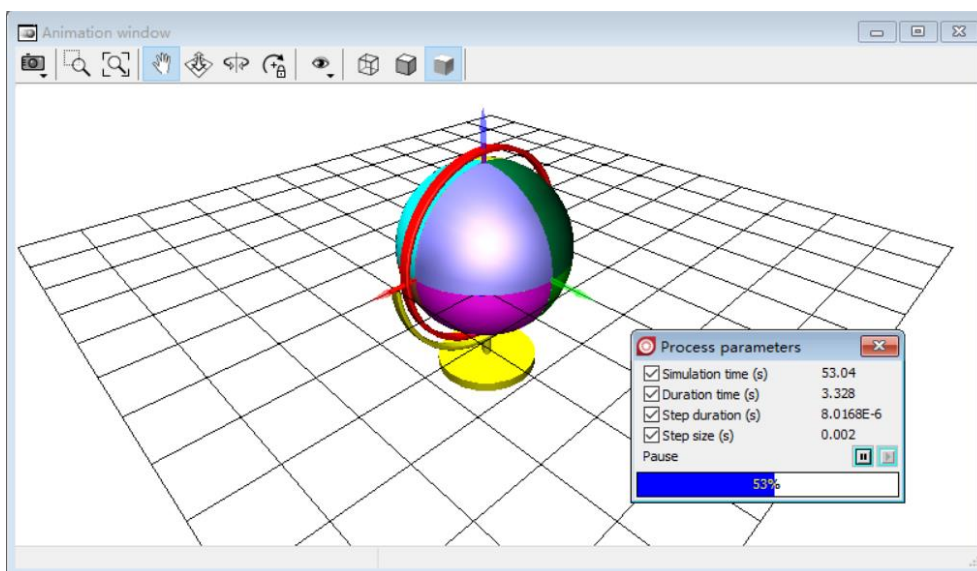 Animation window
Process parameters
Simulation time (s) 53.04
Duration time (s) 3.328
Step duration (s) 8.0168E-6
Step size (s) 0.002
Pause
53%